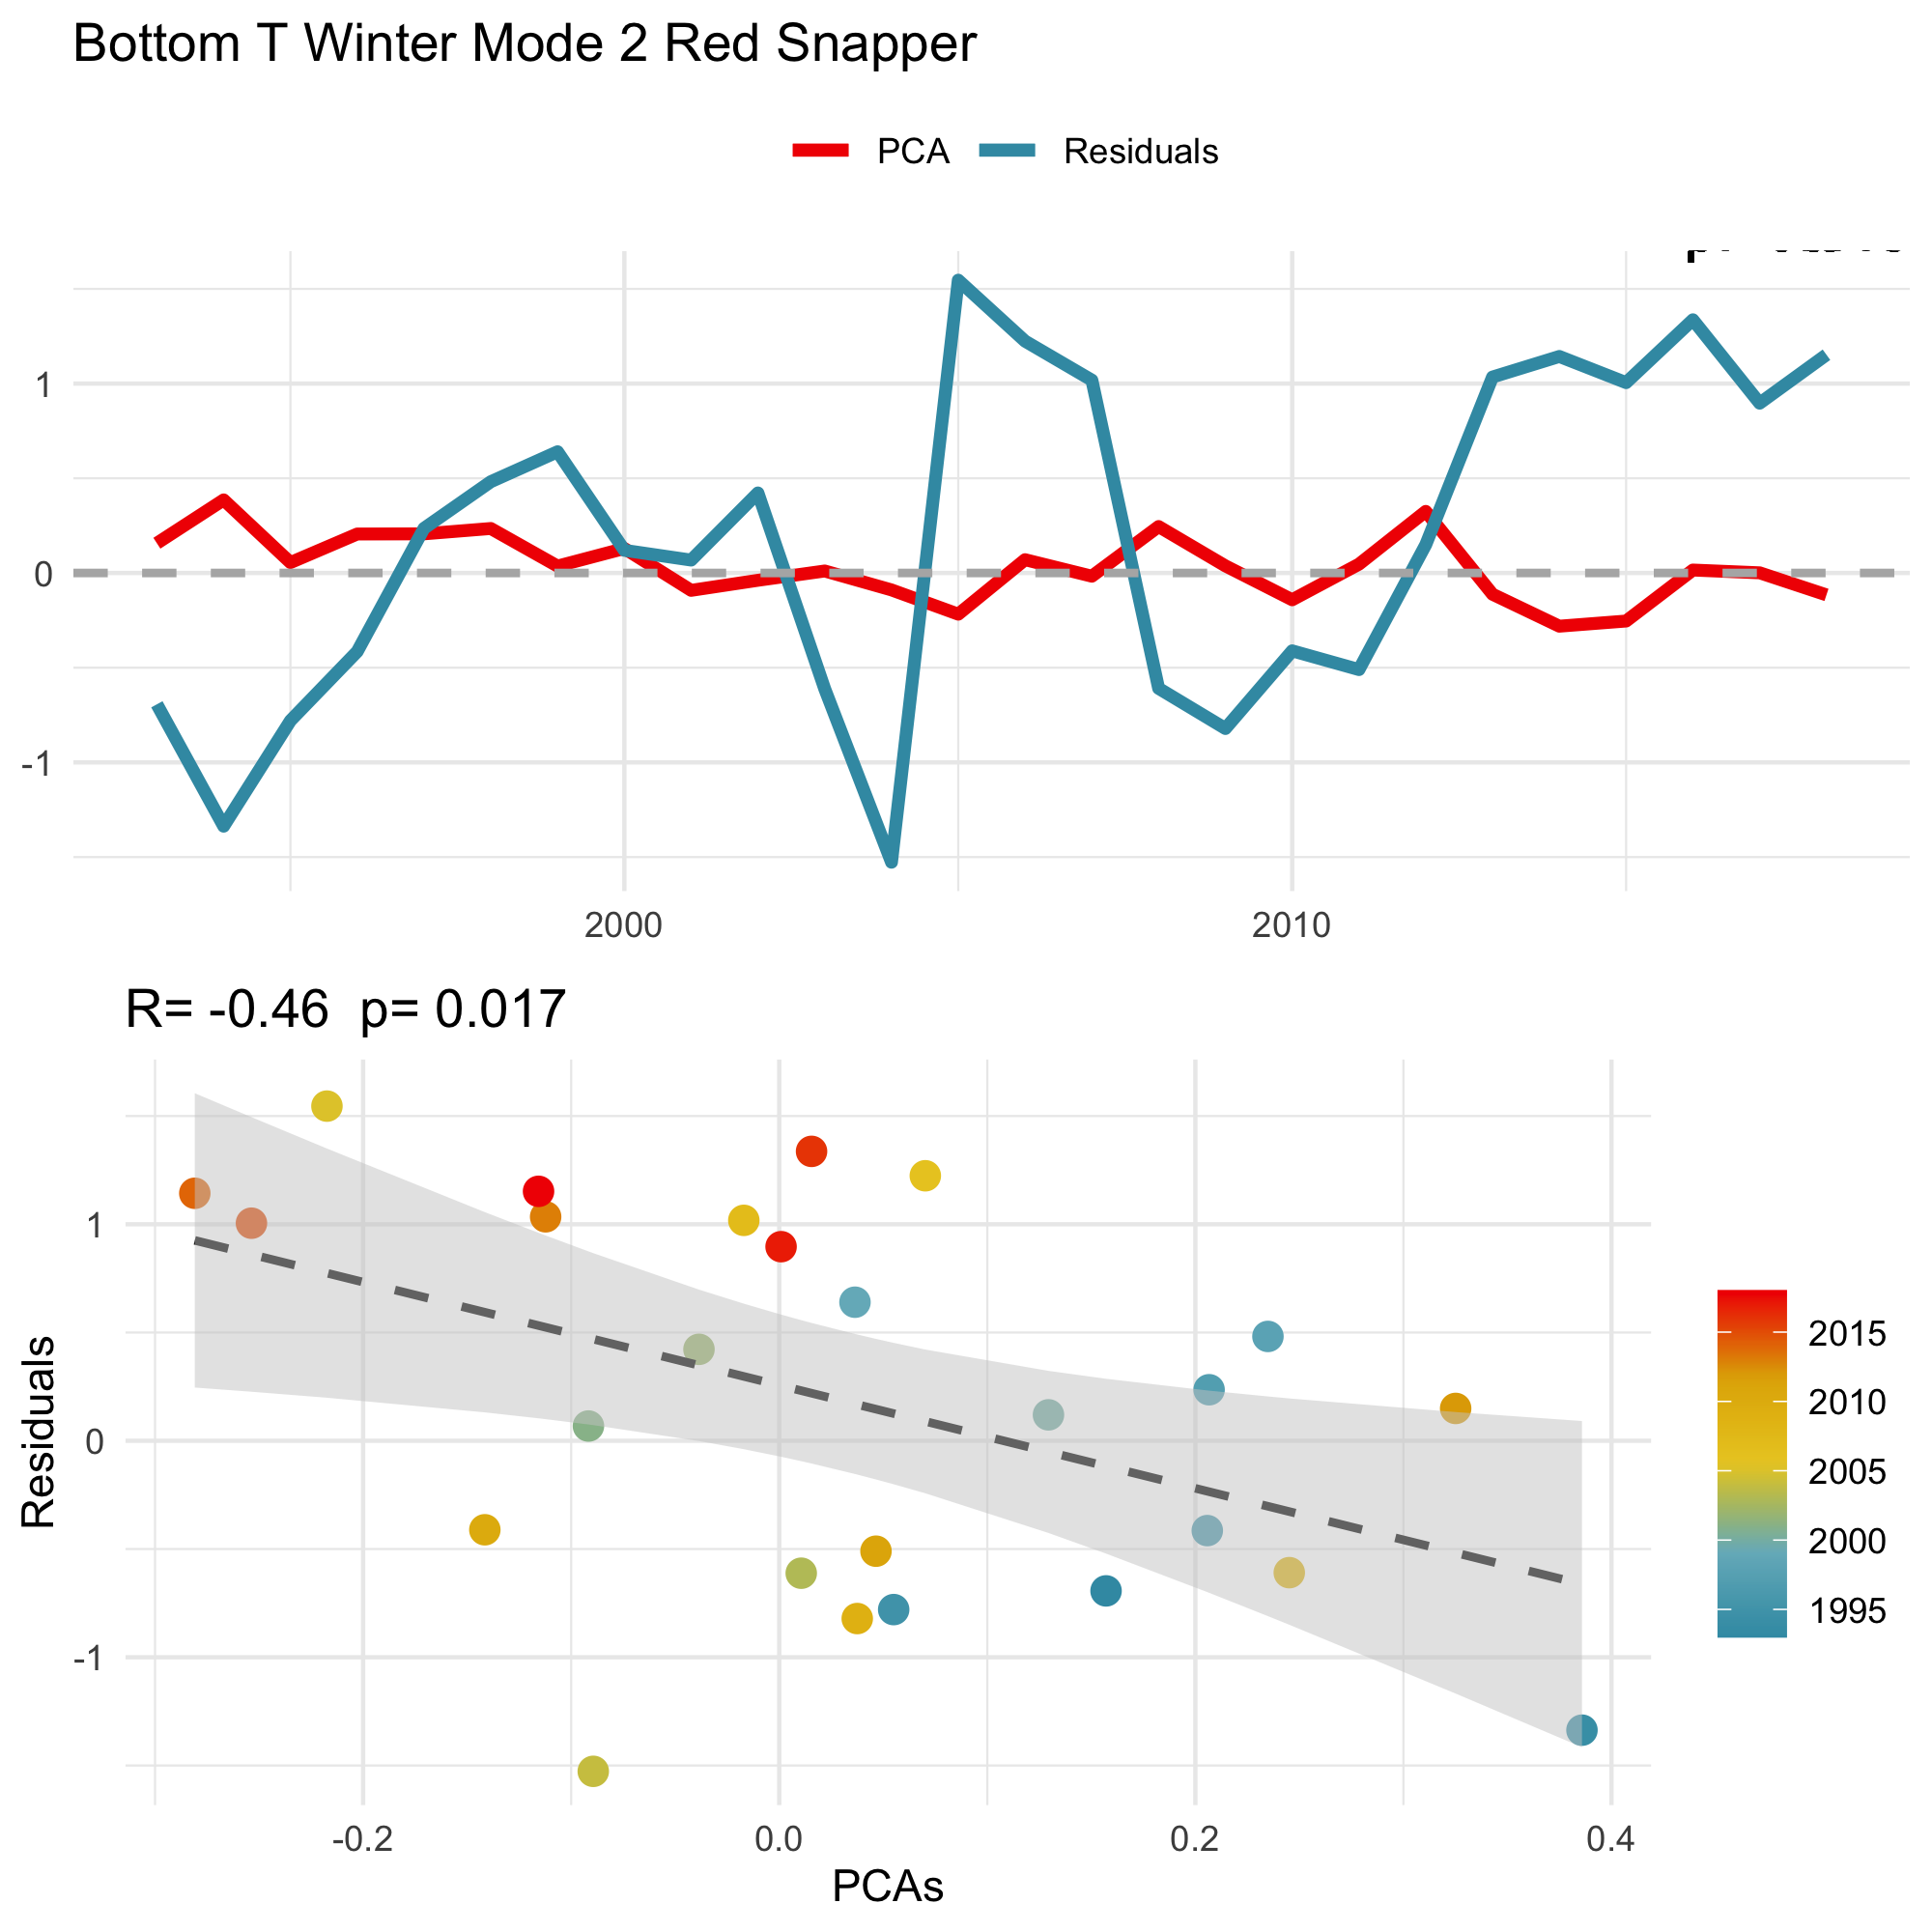 Bottom T Winter Mode 2 Red Snapper
PCA Residuals
1
0
-1
2000 2010
R= -0.46 p= 0.017
Residuals
1
0
-1
-0.2 0.0 0.2 0.4
PCAs
2015
2010
2005
2000
1995